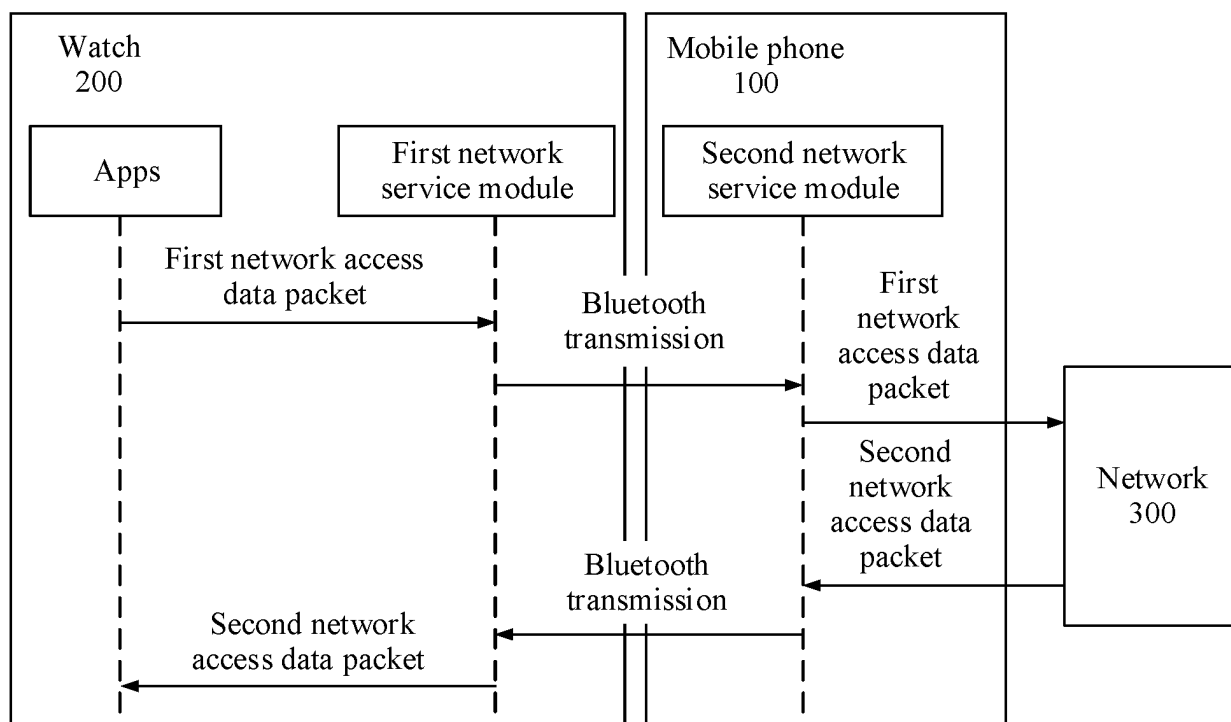 Watch
200
Mobile phone
100
Apps
First network
service module
Second network
service module
First network access
data packet
Bluetooth
transmission
First
network
access data
packet
Second
network
access data
packet
Network
300
Bluetooth
transmission
Second network
access data packet